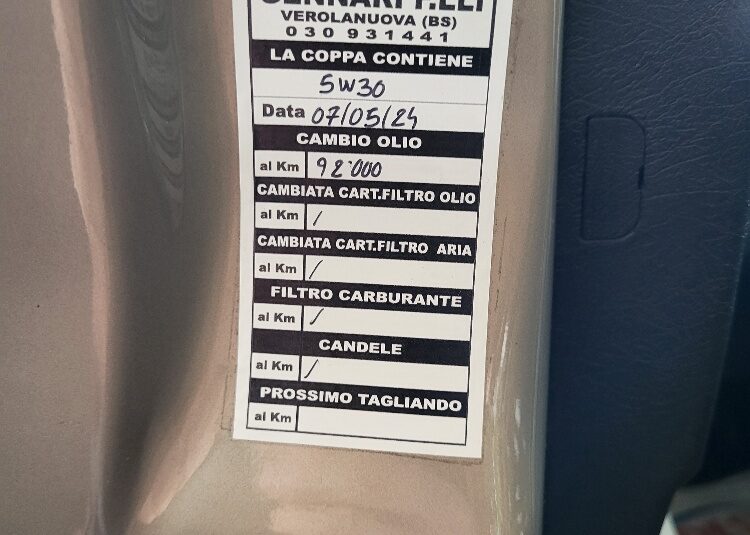 VEROLANUOVA (BS)
030 931441
LA COPPA CONTIENE
5W30
Data 07/05/24
CAMBIO OLIO
al Km 92'000
CAMBIATA CART.FILTRO OLIO
al Km /
CAMBIATA CART.FILTRO ARIA
al Km /
FILTRO CARBURANTE
al Km /
CANDELE
al Km /
PROSSIMO TAGLIANDO
al Km